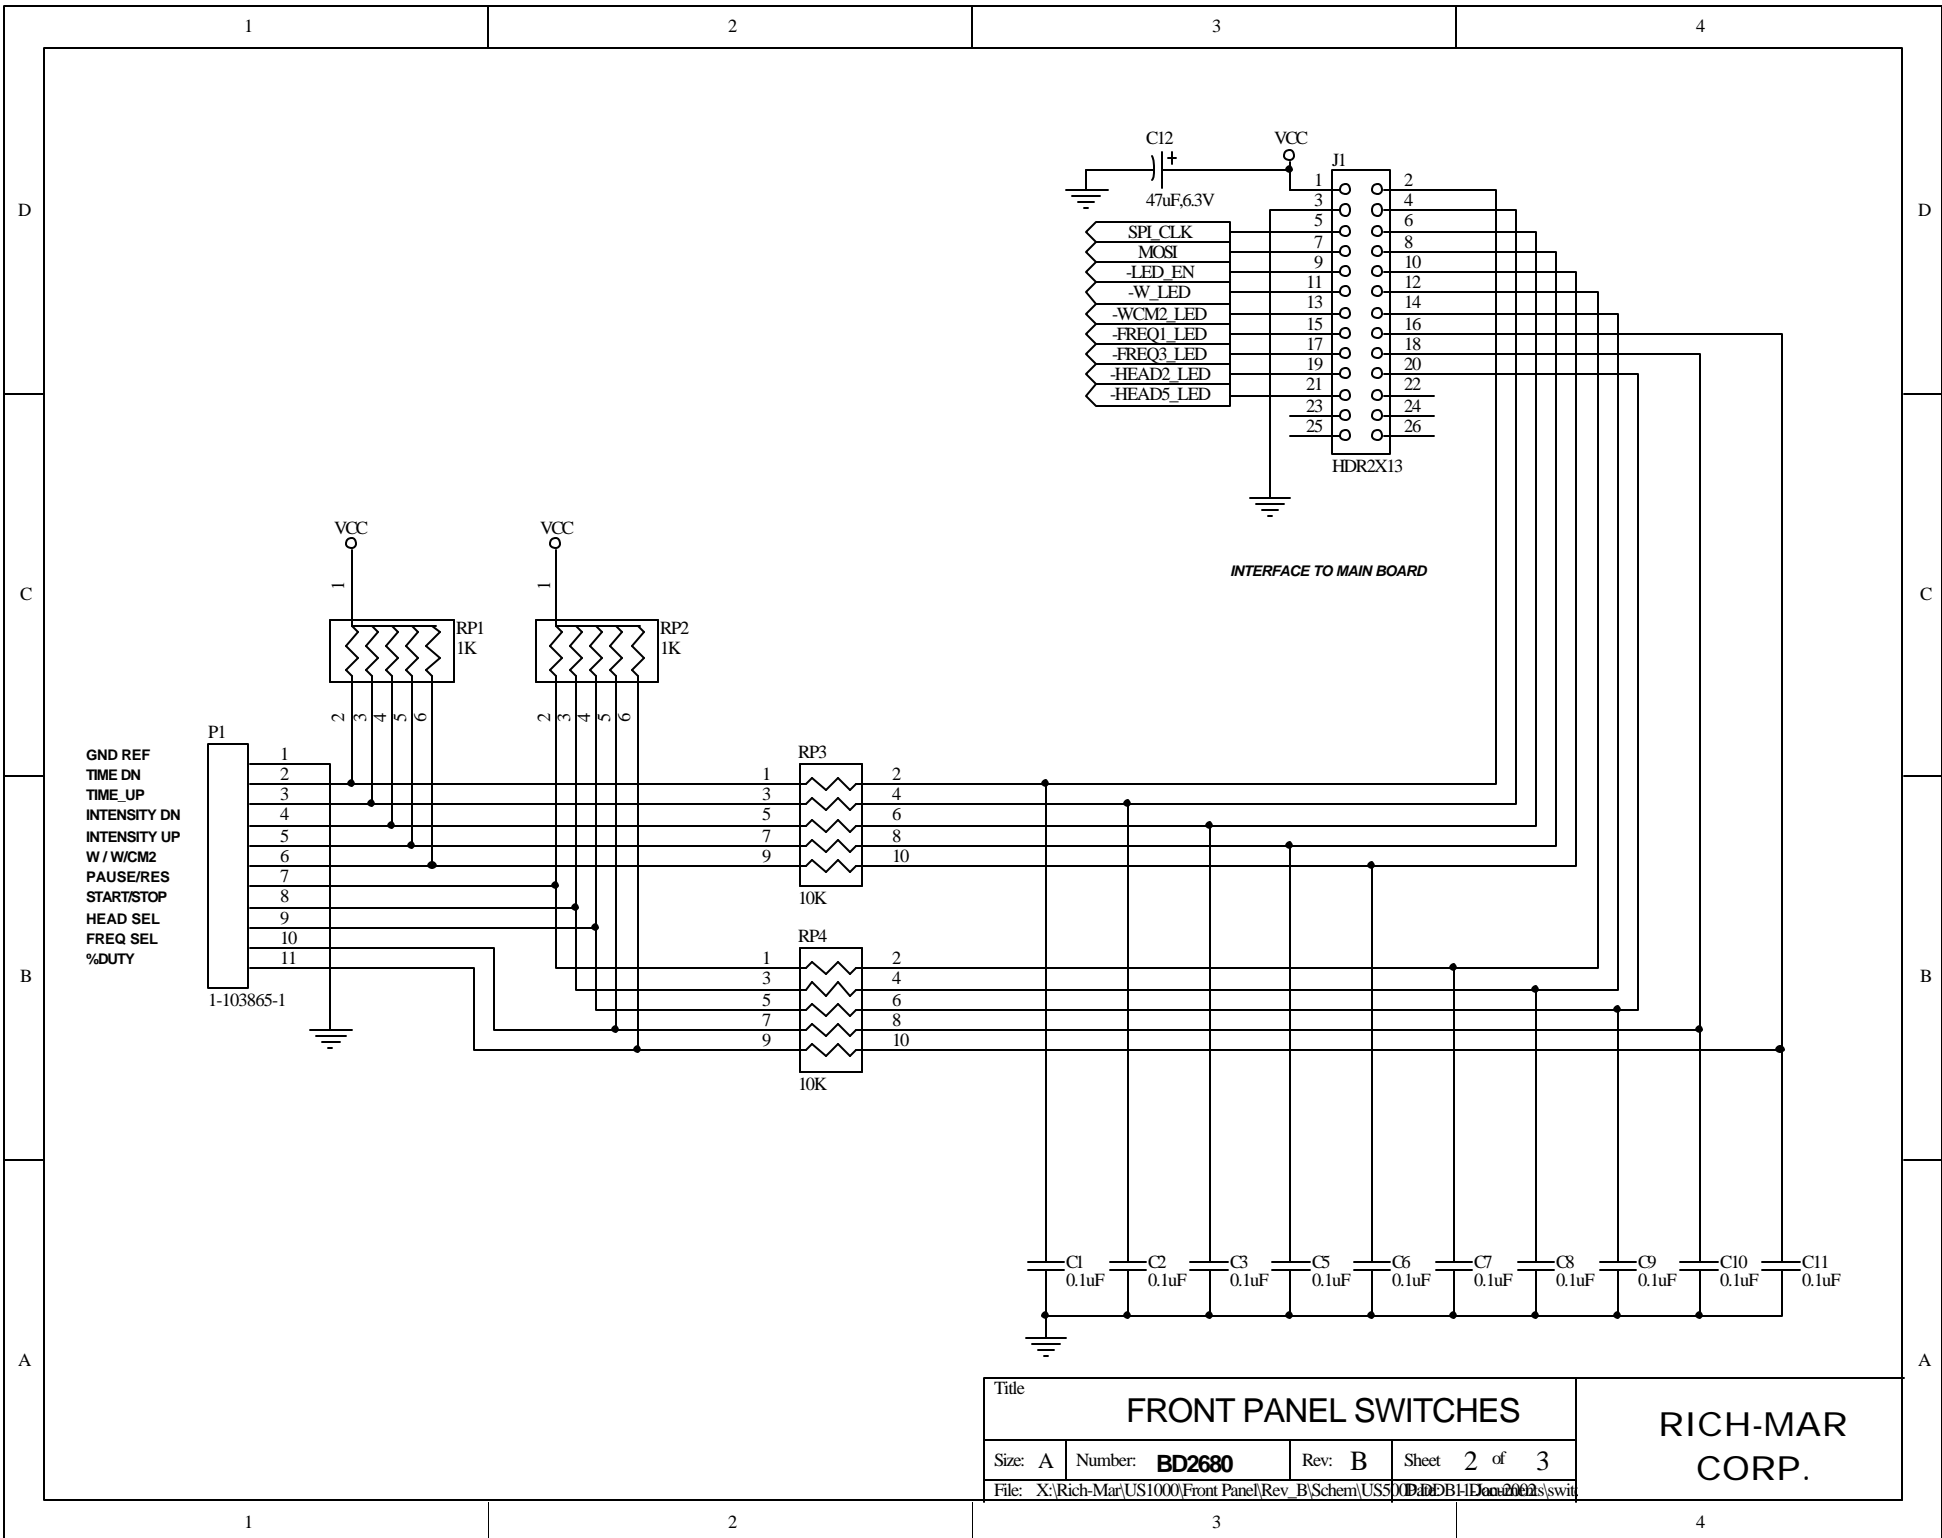 1 2 3 4
D D
C C
B B
A A
C12
47uF,6.3V
VCC
J1
1 2
3 4
5 6
7 8
9 10
11 12
13 14
15 16
17 18
19 20
21 22
23 24
25 26
HDR2X13
SPI_CLK
MOSI
-LED_EN
-W_LED
-WCM2_LED
-FREQ1_LED
-FREQ3_LED
-HEAD2_LED
-HEAD5_LED
INTERFACE TO MAIN BOARD
VCC
1
RP1
1K
2 3 4 5 6
VCC
1
RP2
1K
2 3 4 5 6
P1
GND REF 1
TIME DN 2
TIME_UP 3
INTENSITY DN 4
INTENSITY UP 5
W / W/CM2 6
PAUSE/RES 7
START/STOP 8
HEAD SEL 9
FREQ SEL 10
%DUTY 11
1-103865-1
RP3
1 2
3 4
5 6
7 8
9 10
10K
RP4
1 2
3 4
5 6
7 8
9 10
10K
C1
0.1uF
C2
0.1uF
C3
0.1uF
C5
0.1uF
C6
0.1uF
C7
0.1uF
C8
0.1uF
C9
0.1uF
C10
0.1uF
C11
0.1uF
Title
FRONT PANEL SWITCHES
Size: A Number: BD2680 Rev: B Sheet 2 of 3
File: X:\Rich-Mar\US1000\Front Panel\Rev_B\Schem\US500
RICH-MAR
CORP.
1 2 3 4